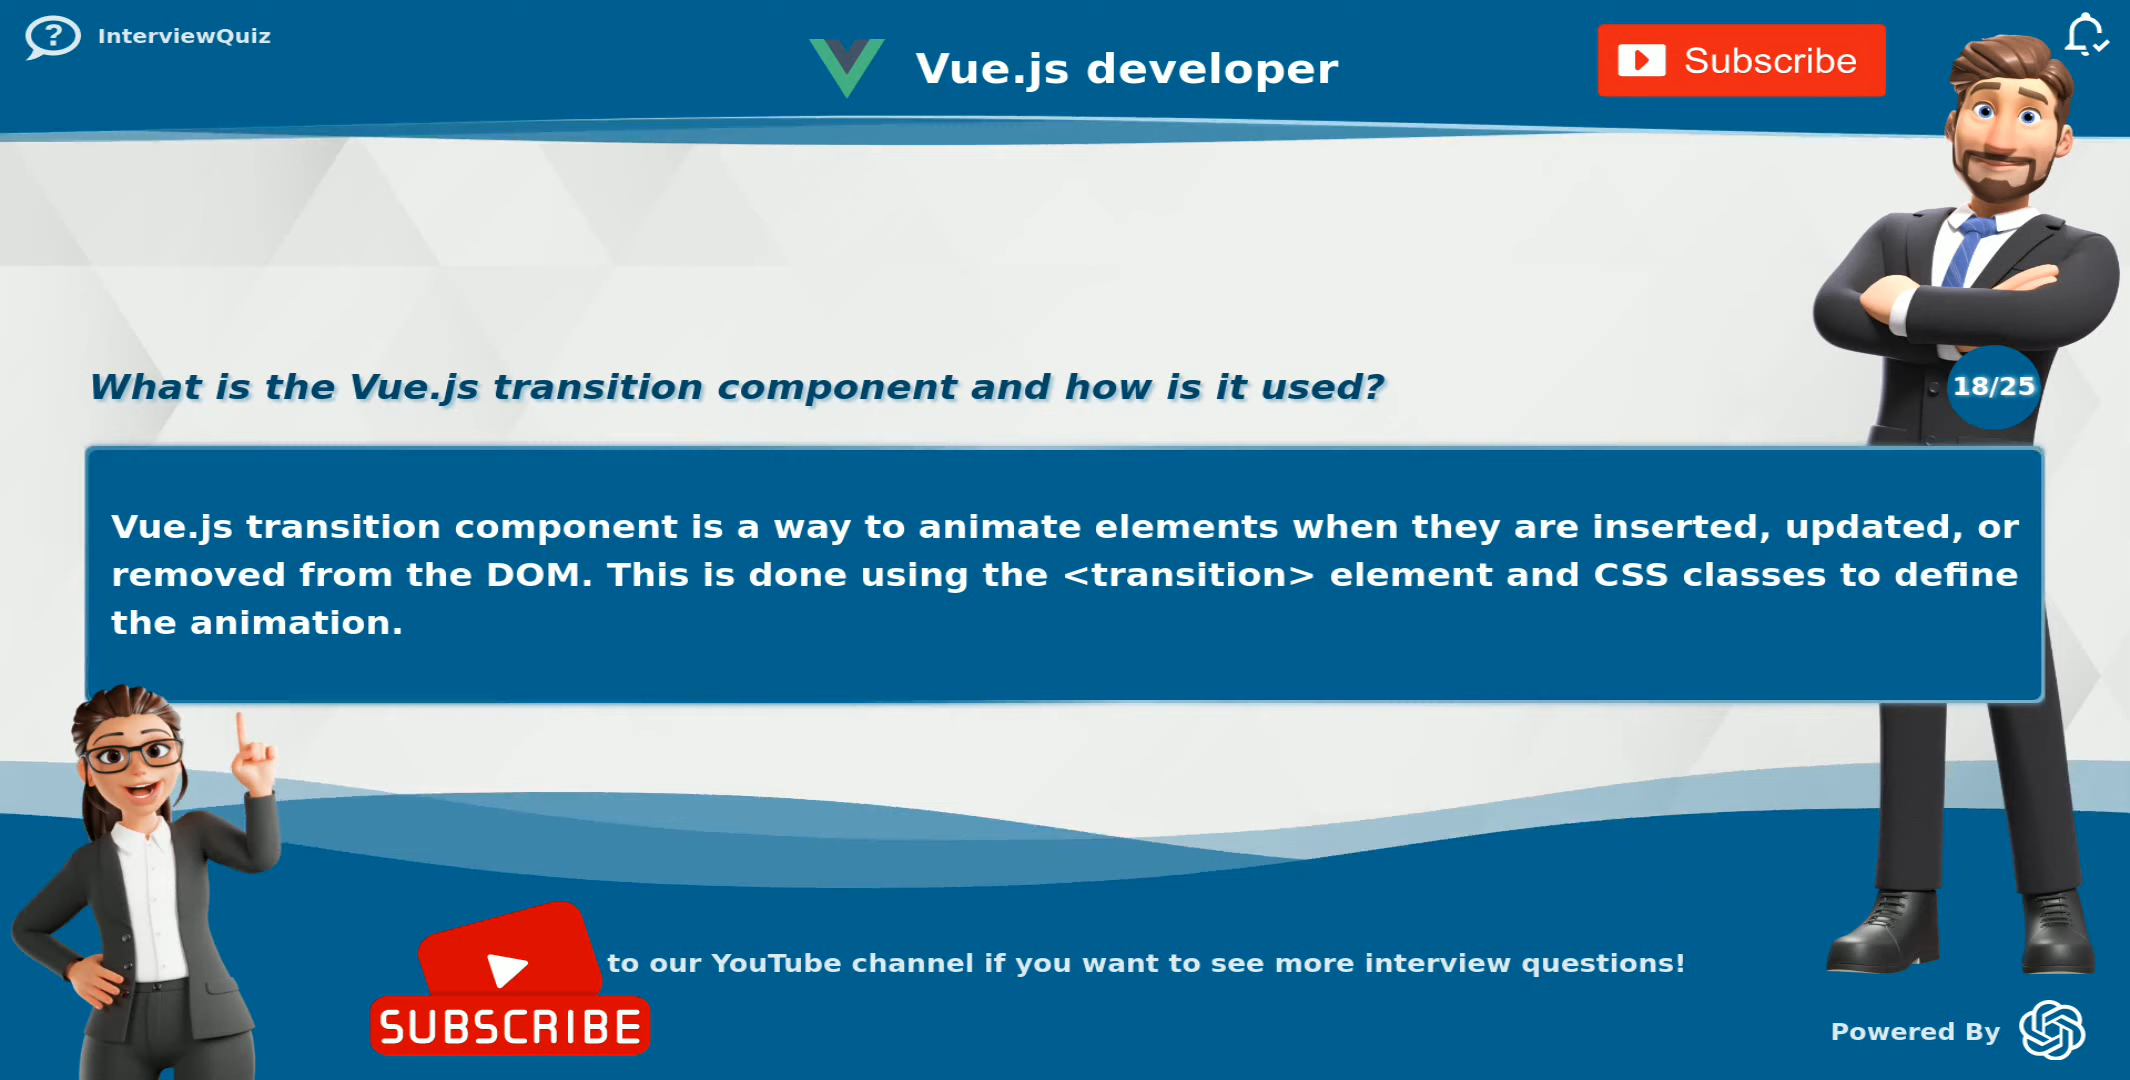 InterviewQuiz
Vue.js developer
Subscribe
What is the Vue.js transition component and how is it used?
18/25
Vue.js transition component is a way to animate elements when they are inserted, updated, or
removed from the DOM. This is done using the <transition> element and CSS classes to define
the animation.
to our YouTube channel if you want to see more interview questions!
SUBSCRIBE
Powered By